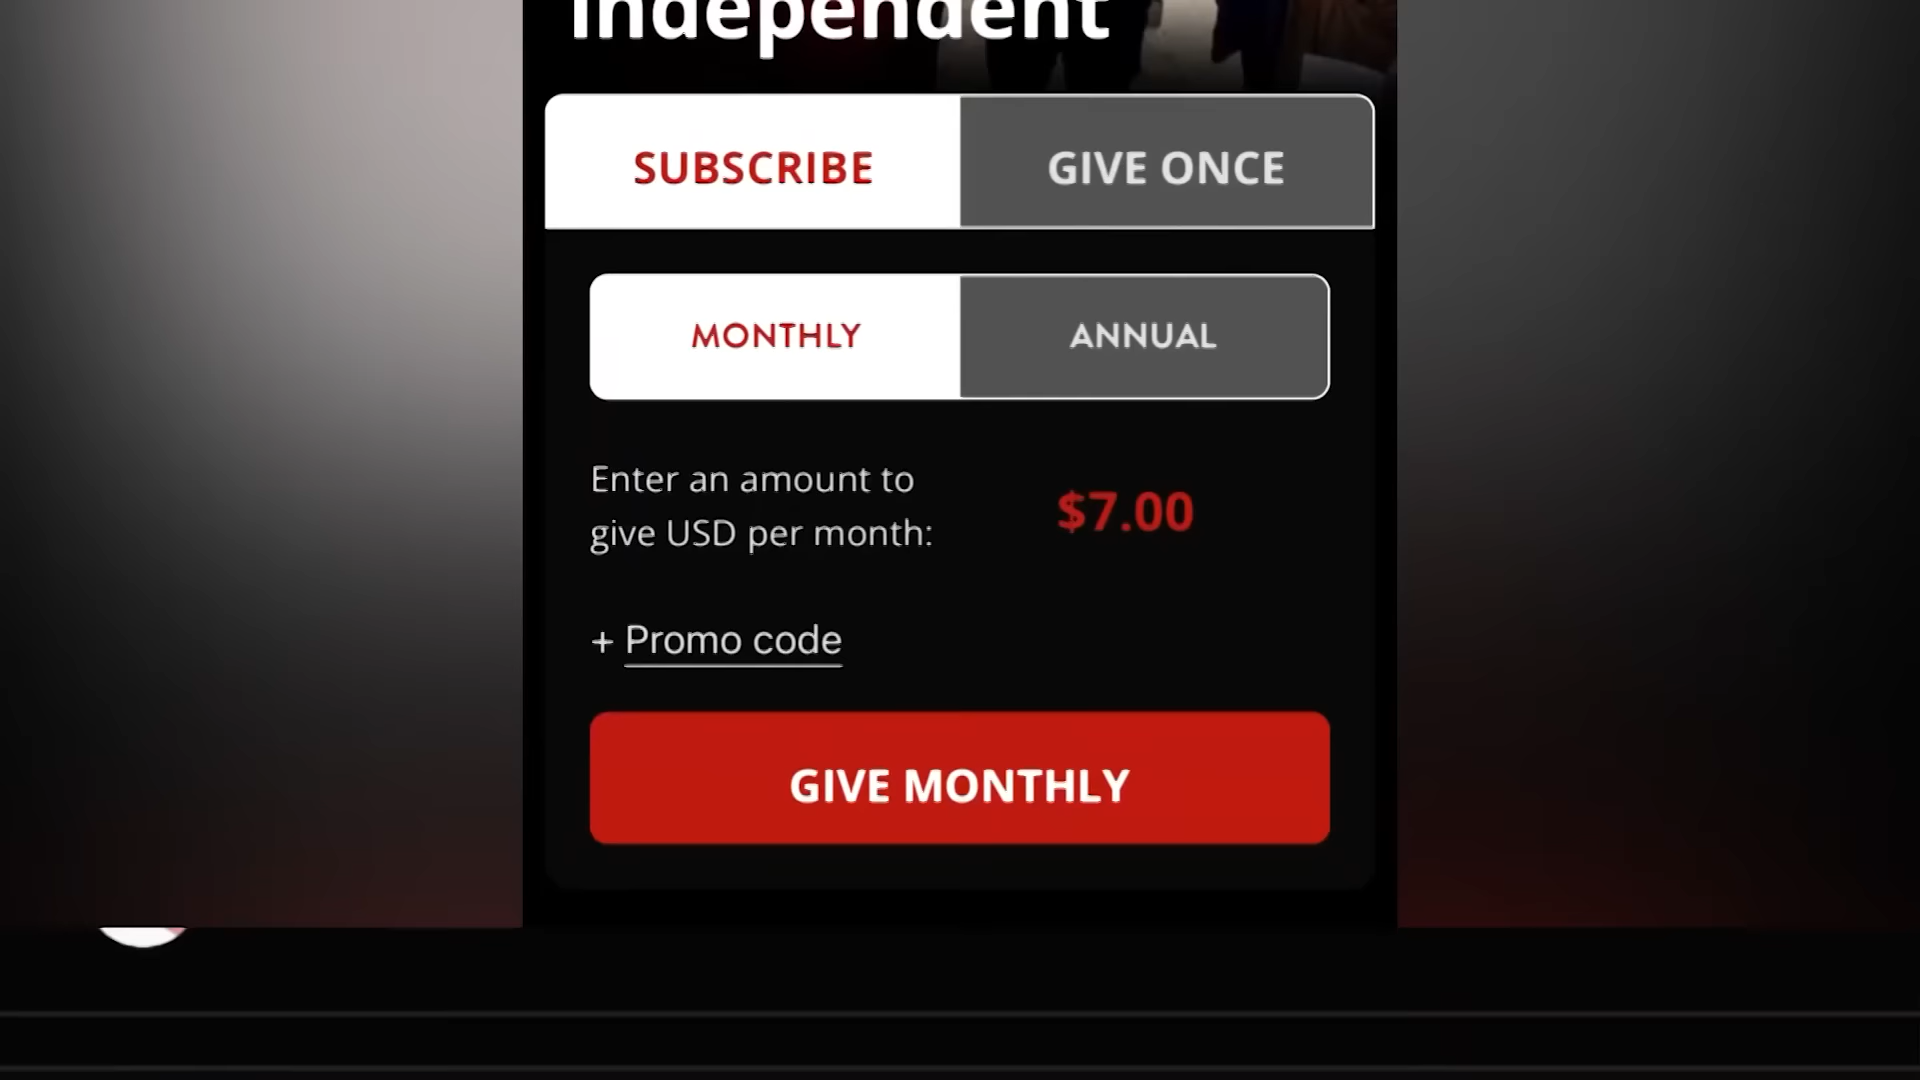 Independent
SUBSCRIBE
GIVE ONCE
MONTHLY
ANNUAL
Enter an amount to
give USD per month:
$7.00
+ Promo code
GIVE MONTHLY